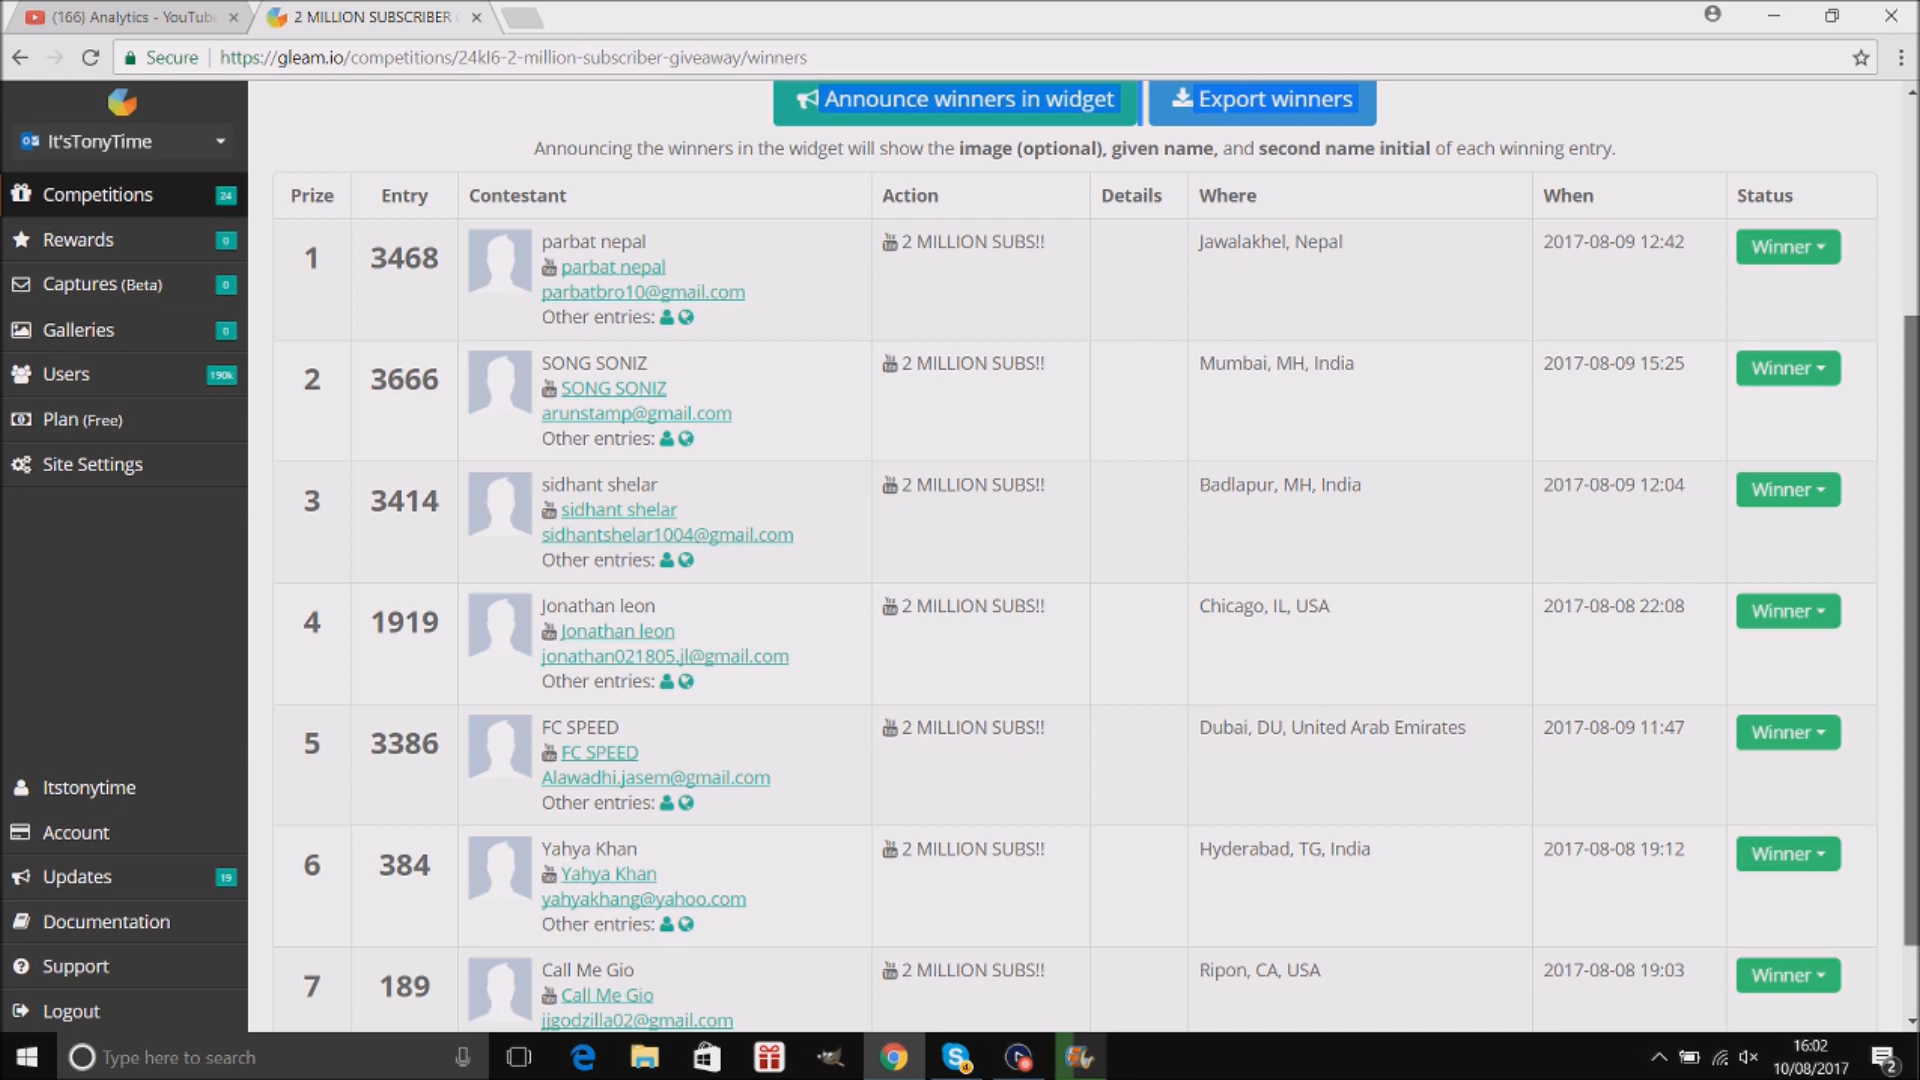 (166) Analytics - YouTub
2 MILLION SUBSCRIBER
Secure
https://gleam.io/competitions/24kI6-2-million-subscriber-giveaway/winners
It'sTonyTime
Competitions 24
Rewards 0
Captures (Beta) 0
Galleries 0
Users 190k
Plan (Free)
Site Settings
Itstonytime
Account
Updates 19
Documentation
Support
Logout
Announce winners in widget
Export winners
Announcing the winners in the widget will show the image (optional), given name, and second name initial of each winning entry.
Prize Entry Contestant Action Details Where When Status
1 3468 parbat nepal 2 MILLION SUBS!! Jawalakhel, Nepal 2017-08-09 12:42 Winner
parbat nepal
parbatbro10@gmail.com
Other entries:
2 3666 SONG SONIZ 2 MILLION SUBS!! Mumbai, MH, India 2017-08-09 15:25 Winner
SONG SONIZ
arunstamp@gmail.com
Other entries:
3 3414 sidhant shelar 2 MILLION SUBS!! Badlapur, MH, India 2017-08-09 12:04 Winner
sidhant shelar
sidhantshelar1004@gmail.com
Other entries:
4 1919 Jonathan leon 2 MILLION SUBS!! Chicago, IL, USA 2017-08-08 22:08 Winner
Jonathan leon
jonathan021805.jl@gmail.com
Other entries:
5 3386 FC SPEED 2 MILLION SUBS!! Dubai, DU, United Arab Emirates 2017-08-09 11:47 Winner
FC SPEED
Alawadhi.jasem@gmail.com
Other entries:
6 384 Yahya Khan 2 MILLION SUBS!! Hyderabad, TG, India 2017-08-08 19:12 Winner
Yahya Khan
yahyakhang@yahoo.com
Other entries:
7 189 Call Me Gio 2 MILLION SUBS!! Ripon, CA, USA 2017-08-08 19:03 Winner
Call Me Gio
jjgodzilla02@gmail.com
Type here to search
16:02
10/08/2017
2